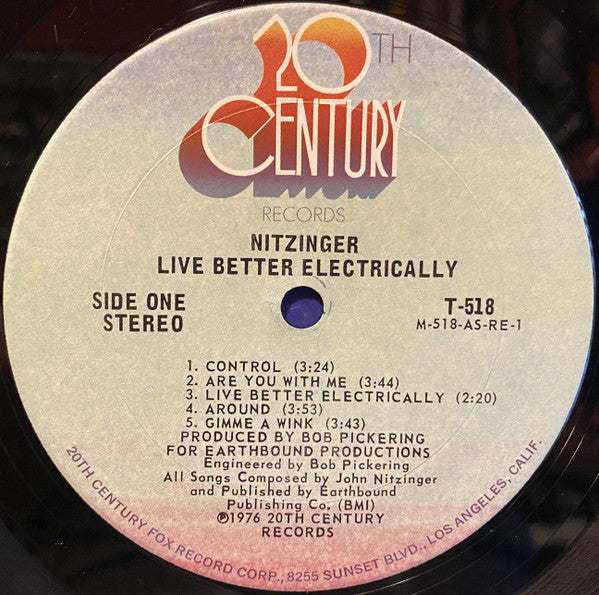 20TH
CENTURY
RECORDS
NITZINGER
LIVE BETTER ELECTRICALLY
SIDE ONE
STEREO
T-518
M-518-AS-RE-1
1. CONTROL (3:24)
2. ARE YOU WITH ME (3:44)
3. LIVE BETTER ELECTRICALLY (2:20)
4. AROUND (3:53)
5. GIMME A WINK (3:43)
PRODUCED BY BOB PICKERING
FOR EARTHBOUND PRODUCTIONS
Engineered by Bob Pickering
All Songs Composed by John Nitzinger
and Published by Earthbound
Publishing Co. (BMI)
℗1976 20TH CENTURY
RECORDS
20TH CENTURY FOX RECORD CORP., 8255 SUNSET BLVD., LOS ANGELES, CALIF.